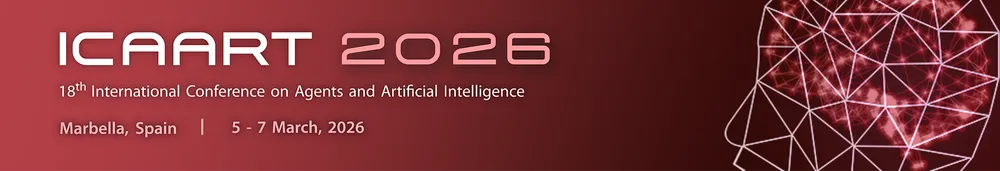 ICAART 2026
18th International Conference on Agents and Artificial Intelligence
Marbella, Spain | 5 - 7 March, 2026